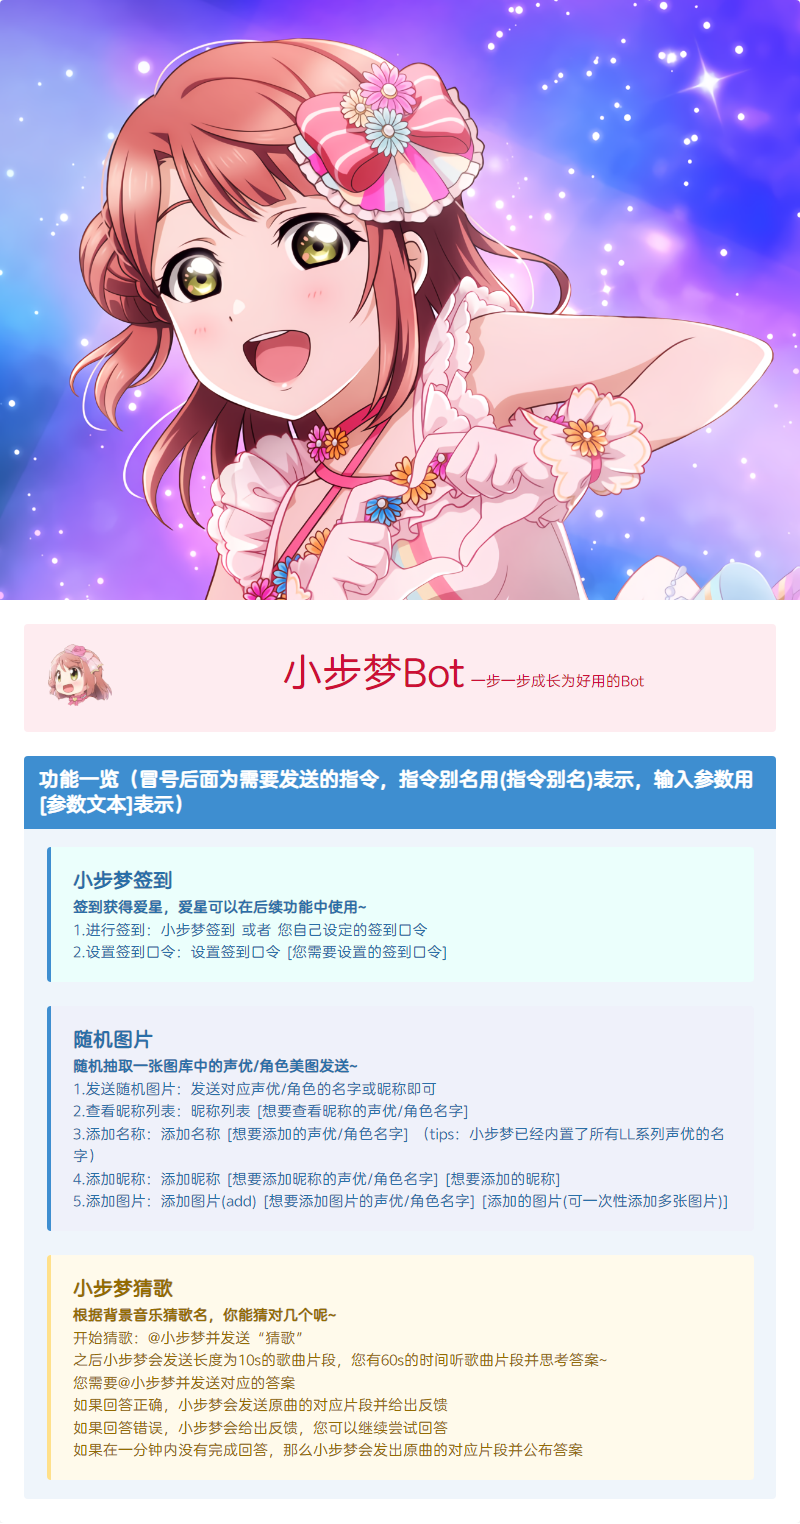 小步梦Bot 一步一步成长为好用的Bot
功能一览（冒号后面为需要发送的指令，指令别名用(指令别名)表示，输入参数用
[参数文本]表示）
小步梦签到
签到获得爱星，爱星可以在后续功能中使用~
1.进行签到：小步梦签到 或者 您自己设定的签到口令
2.设置签到口令：设置签到口令 [您需要设置的签到口令]
随机图片
随机抽取一张图库中的声优/角色美图发送~
1.发送随机图片：发送对应声优/角色的名字或昵称即可
2.查看昵称列表：昵称列表 [想要查看昵称的声优/角色名字]
3.添加名称：添加名称 [想要添加的声优/角色名字] （tips：小步梦已经内置了所有LL系列声优的名
字）
4.添加昵称：添加昵称 [想要添加昵称的声优/角色名字] [想要添加的昵称]
5.添加图片：添加图片(add) [想要添加图片的声优/角色名字] [添加的图片(可一次性添加多张图片)]
小步梦猜歌
根据背景音乐猜歌名，你能猜对几个呢~
开始猜歌：@小步梦并发送“猜歌”
之后小步梦会发送长度为10s的歌曲片段，您有60s的时间听歌曲片段并思考答案~
您需要@小步梦并发送对应的答案
如果回答正确，小步梦会发送原曲的对应片段并给出反馈
如果回答错误，小步梦会给出反馈，您可以继续尝试回答
如果在一分钟内没有完成回答，那么小步梦会发出原曲的对应片段并公布答案